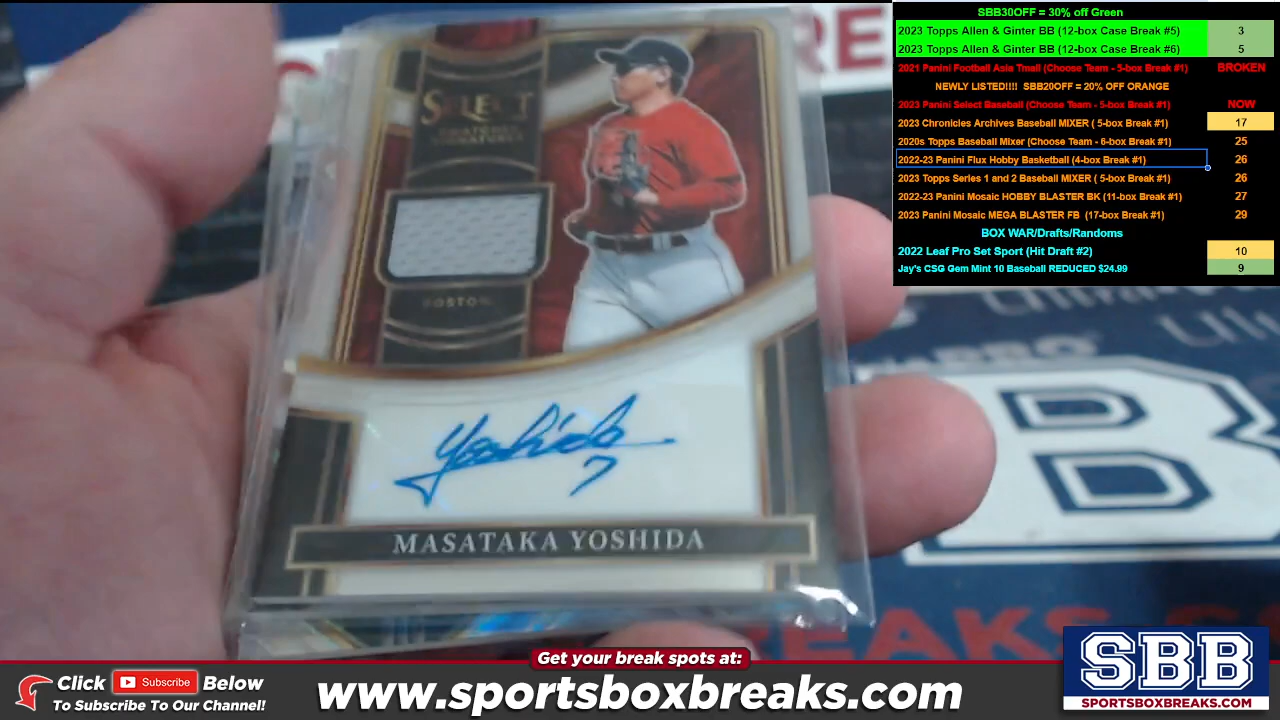 SBB30OFF = 30% off Green
2023 Topps Allen & Ginter BB (12-box Case Break #5) 3
2023 Topps Allen & Ginter BB (12-box Case Break #6) 5
2021 Panini Football Asia Tmall (Choose Team - 5-box Break #1) BROKEN
NEWLY LISTED!!!! SBB20OFF = 20% OFF ORANGE
2023 Panini Select Baseball (Choose Team - 5-box Break #1) NOW
2023 Chronicles Archives Baseball MIXER ( 5-box Break #1) 17
2020s Topps Baseball Mixer (Choose Team - 6-box Break #1) 25
2022-23 Panini Flux Hobby Basketball (4-box Break #1) 26
2023 Topps Series 1 and 2 Baseball MIXER ( 5-box Break #1) 26
2022-23 Panini Mosaic HOBBY BLASTER BK (11-box Break #1) 27
2023 Panini Mosaic MEGA BLASTER FB (17-box Break #1) 29
BOX WAR/Drafts/Randoms
2022 Leaf Pro Set Sport (Hit Draft #2) 10
Jay's CSG Gem Mint 10 Baseball REDUCED $24.99 9
SELECT
BOSTON
Yoshida
7
MASATAKA YOSHIDA
B
Get your break spots at:
Click Subscribe Below
To Subscribe To Our Channel!
www.sportsboxbreaks.com
SBB
SPORTSBOXBREAKS.COM